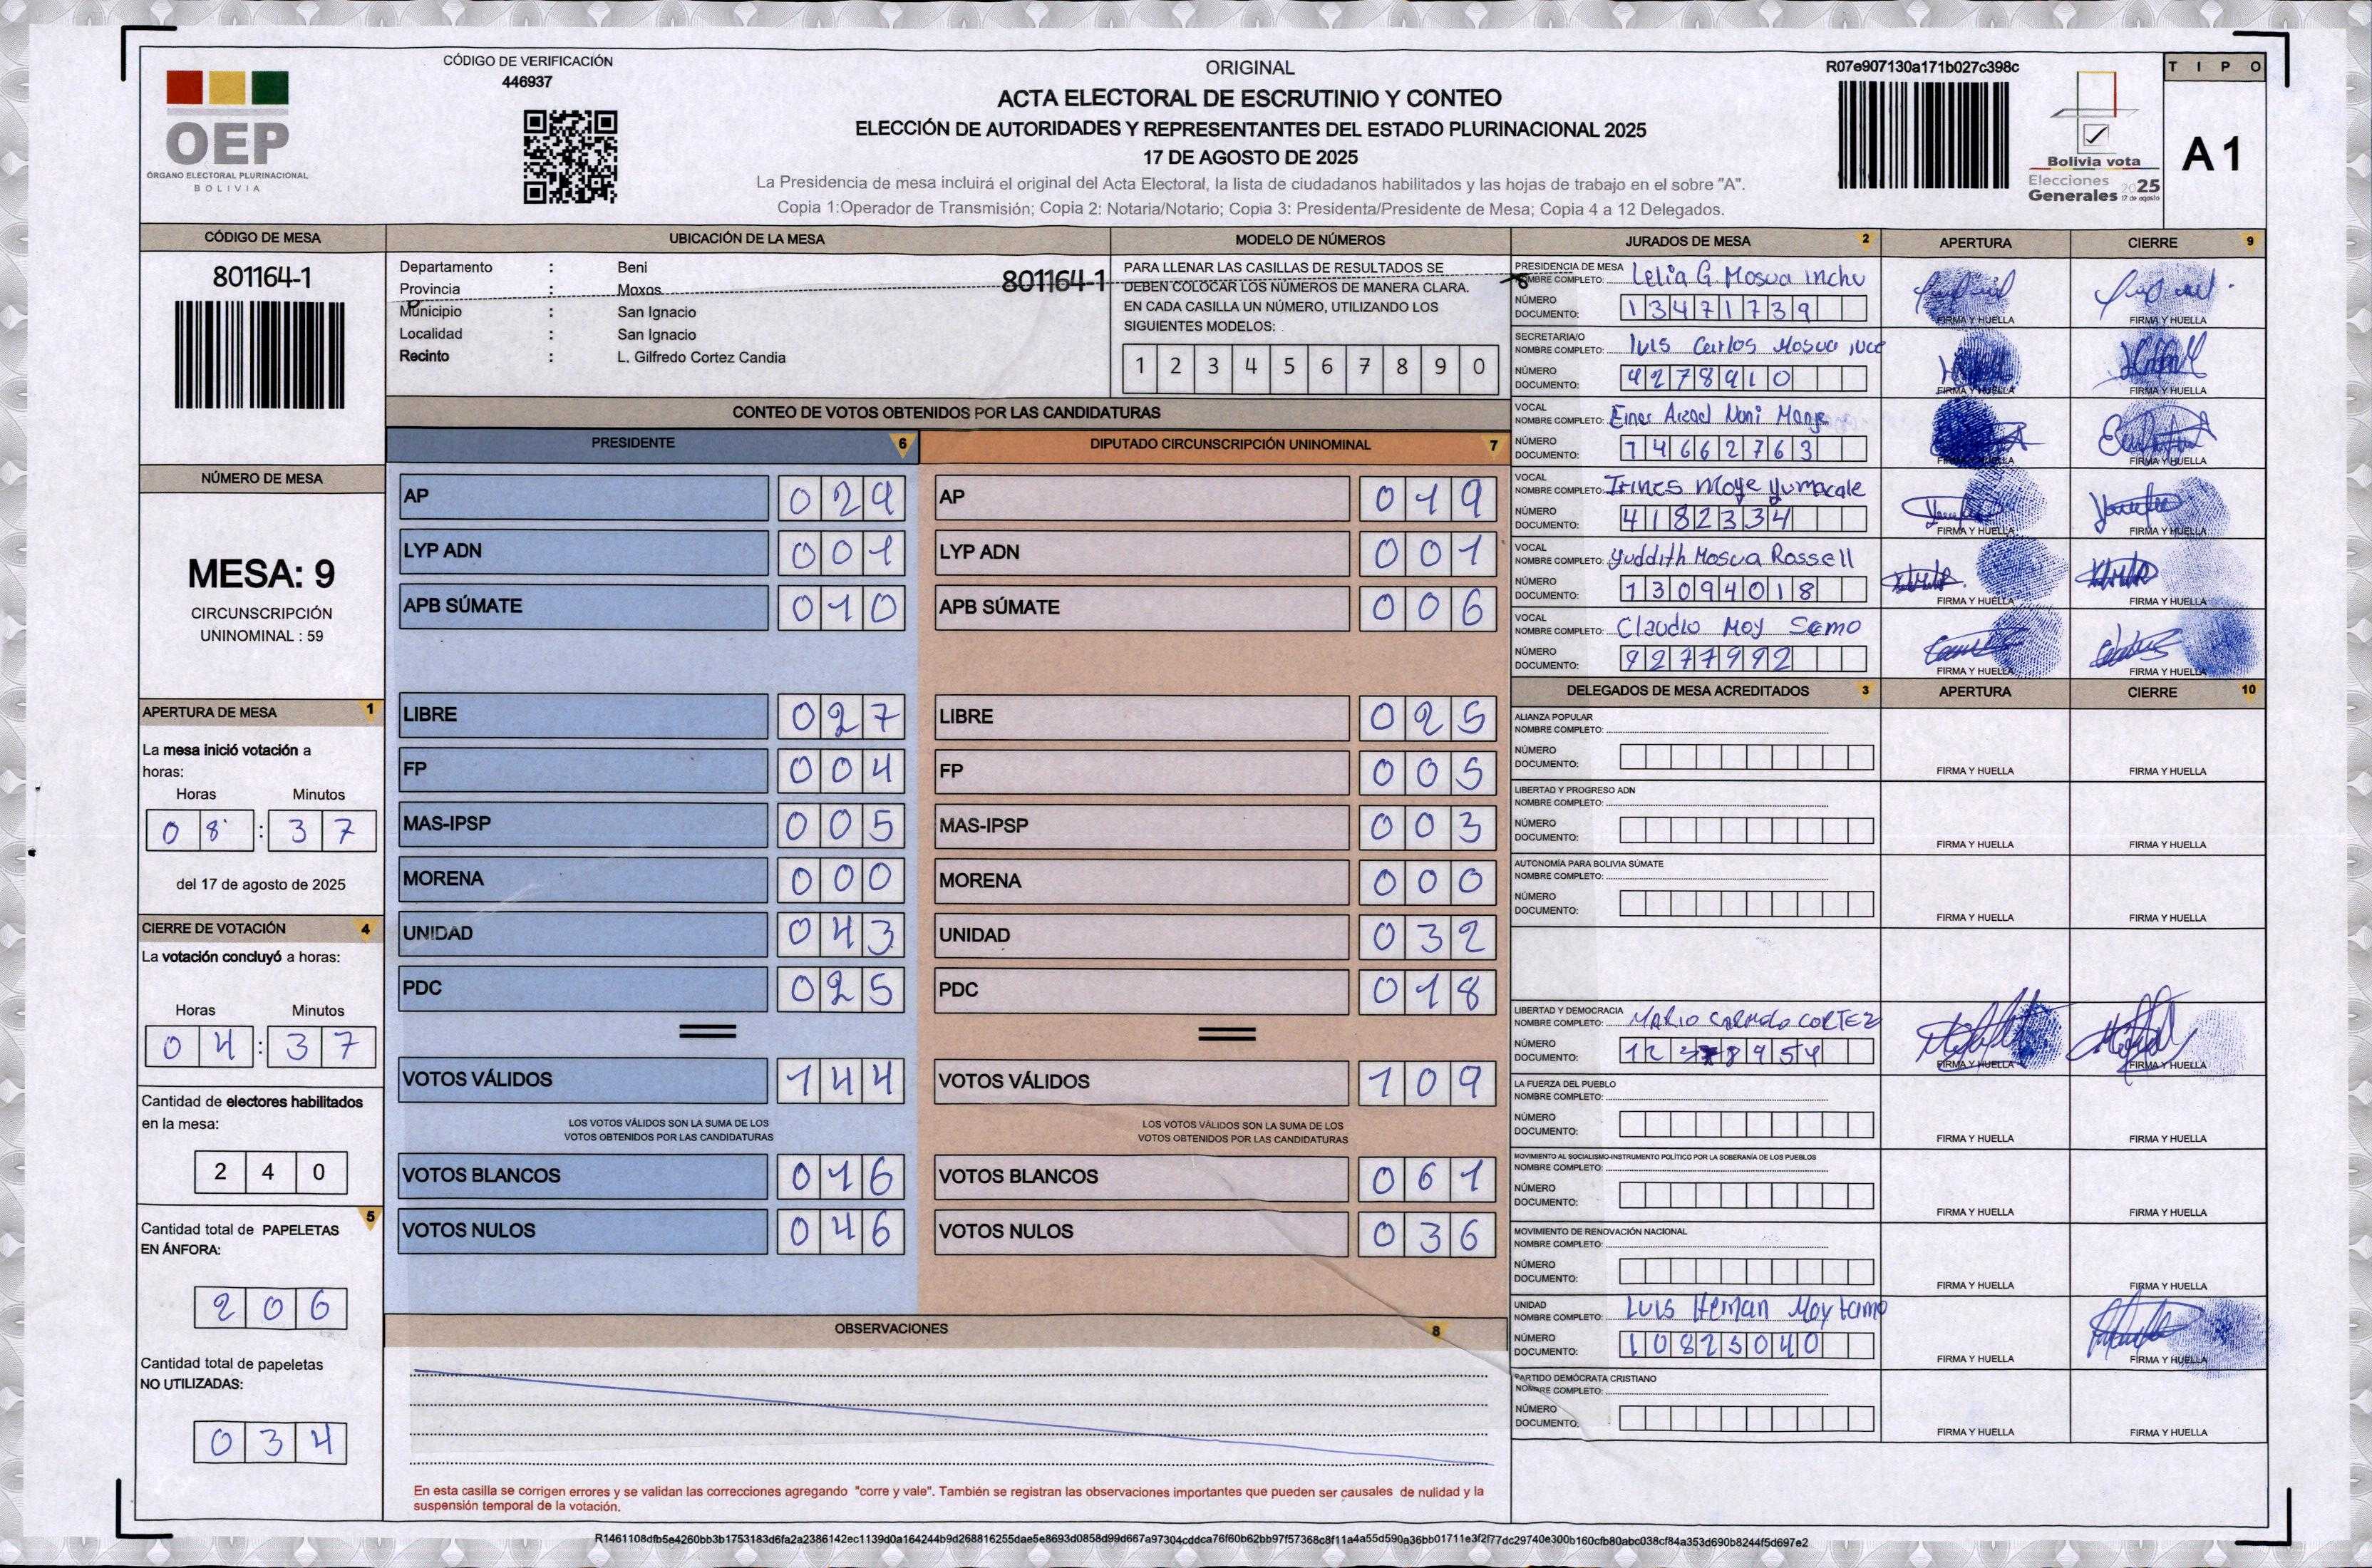 CÓDIGO DE VERIFICACIÓN
446937
OEP
ÓRGANO ELECTORAL PLURINACIONAL
BOLIVIA
ORIGINAL
ACTA ELECTORAL DE ESCRUTINIO Y CONTEO
ELECCIÓN DE AUTORIDADES Y REPRESENTANTES DEL ESTADO PLURINACIONAL 2025
17 DE AGOSTO DE 2025
La Presidencia de mesa incluirá el original del Acta Electoral, la lista de ciudadanos habilitados y las hojas de trabajo en el sobre "A".
Copia 1:Operador de Transmisión; Copia 2: Notaria/Notario; Copia 3: Presidenta/Presidente de Mesa; Copia 4 a 12 Delegados.
R07e907130a171b027c398c
Bolivia vota
Elecciones
Generales 2025
17 de agosto
TIPO
A 1
CÓDIGO DE MESA
801164-1
NÚMERO DE MESA
MESA: 9
CIRCUNSCRIPCIÓN
UNINOMINAL : 59
APERTURA DE MESA 1
La mesa inició votación a
horas:
Horas Minutos
08 : 37
del 17 de agosto de 2025
CIERRE DE VOTACIÓN 4
La votación concluyó a horas:
Horas Minutos
04 : 37
Cantidad de electores habilitados
en la mesa:
240
5
Cantidad total de PAPELETAS
EN ÁNFORA:
206
Cantidad total de papeletas
NO UTILIZADAS:
034
UBICACIÓN DE LA MESA
Departamento : Beni
Provincia : Moxos
Municipio : San Ignacio
Localidad : San Ignacio
Recinto : L. Gilfredo Cortez Candia
801164-1
MODELO DE NÚMEROS
PARA LLENAR LAS CASILLAS DE RESULTADOS SE
DEBEN COLOCAR LOS NÚMEROS DE MANERA CLARA.
EN CADA CASILLA UN NÚMERO, UTILIZANDO LOS
SIGUIENTES MODELOS:
1 2 3 4 5 6 7 8 9 0
CONTEO DE VOTOS OBTENIDOS POR LAS CANDIDATURAS
PRESIDENTE 6
AP 029
LYP ADN 001
APB SÚMATE 010
LIBRE 027
FP 004
MAS-IPSP 005
MORENA 000
UNIDAD 043
PDC 025
VOTOS VÁLIDOS 144
LOS VOTOS VÁLIDOS SON LA SUMA DE LOS
VOTOS OBTENIDOS POR LAS CANDIDATURAS
VOTOS BLANCOS 016
VOTOS NULOS 046
DIPUTADO CIRCUNSCRIPCIÓN UNINOMINAL 7
AP 019
LYP ADN 001
APB SÚMATE 006
LIBRE 025
FP 005
MAS-IPSP 003
MORENA 000
UNIDAD 032
PDC 018
VOTOS VÁLIDOS 109
LOS VOTOS VÁLIDOS SON LA SUMA DE LOS
VOTOS OBTENIDOS POR LAS CANDIDATURAS
VOTOS BLANCOS 061
VOTOS NULOS 036
OBSERVACIONES 8
En esta casilla se corrigen errores y se validan las correcciones agregando "corre y vale". También se registran las observaciones importantes que pueden ser causales de nulidad y la
suspensión temporal de la votación.
JURADOS DE MESA 2 APERTURA CIERRE 9
PRESIDENCIA DE MESA
NOMBRE COMPLETO: Lelia G. Mosua Inchu
NÚMERO
DOCUMENTO: 13471739
FIRMA Y HUELLA FIRMA Y HUELLA
SECRETARIA/O
NOMBRE COMPLETO: luis Carlos Mosua
NÚMERO
DOCUMENTO: 4278910
FIRMA Y HUELLA FIRMA Y HUELLA
VOCAL
NOMBRE COMPLETO: Noni
NÚMERO
DOCUMENTO: 14662763
FIRMA Y HUELLA FIRMA Y HUELLA
VOCAL
NOMBRE COMPLETO: Moye Yumacale
NÚMERO
DOCUMENTO: 4182334
FIRMA Y HUELLA FIRMA Y HUELLA
VOCAL
NOMBRE COMPLETO: Yuddith Mosua Rossell
NÚMERO
DOCUMENTO: 13094018
FIRMA Y HUELLA FIRMA Y HUELLA
VOCAL
NOMBRE COMPLETO: Claudio Moy Semo
NÚMERO
DOCUMENTO: 9277992
FIRMA Y HUELLA FIRMA Y HUELLA
DELEGADOS DE MESA ACREDITADOS 3 APERTURA CIERRE 10
ALIANZA POPULAR
NOMBRE COMPLETO:
NÚMERO
DOCUMENTO:
FIRMA Y HUELLA FIRMA Y HUELLA
LIBERTAD Y PROGRESO ADN
NOMBRE COMPLETO:
NÚMERO
DOCUMENTO:
FIRMA Y HUELLA FIRMA Y HUELLA
AUTONOMÍA PARA BOLIVIA SÚMATE
NOMBRE COMPLETO:
NÚMERO
DOCUMENTO:
FIRMA Y HUELLA FIRMA Y HUELLA
LIBERTAD Y DEMOCRACIA
NOMBRE COMPLETO: MARIO CARMELO CORTEZ
NÚMERO
DOCUMENTO:
FIRMA Y HUELLA FIRMA Y HUELLA
LA FUERZA DEL PUEBLO
NOMBRE COMPLETO:
NÚMERO
DOCUMENTO:
FIRMA Y HUELLA FIRMA Y HUELLA
MOVIMIENTO AL SOCIALISMO-INSTRUMENTO POLÍTICO POR LA SOBERANÍA DE LOS PUEBLOS
NOMBRE COMPLETO:
NÚMERO
DOCUMENTO:
FIRMA Y HUELLA FIRMA Y HUELLA
MOVIMIENTO DE RENOVACIÓN NACIONAL
NOMBRE COMPLETO:
NÚMERO
DOCUMENTO:
FIRMA Y HUELLA FIRMA Y HUELLA
UNIDAD
NOMBRE COMPLETO: Luis Hernan Moy
NÚMERO
DOCUMENTO: 10825040
FIRMA Y HUELLA FIRMA Y HUELLA
PARTIDO DEMÓCRATA CRISTIANO
NOMBRE COMPLETO:
NÚMERO
DOCUMENTO:
FIRMA Y HUELLA FIRMA Y HUELLA